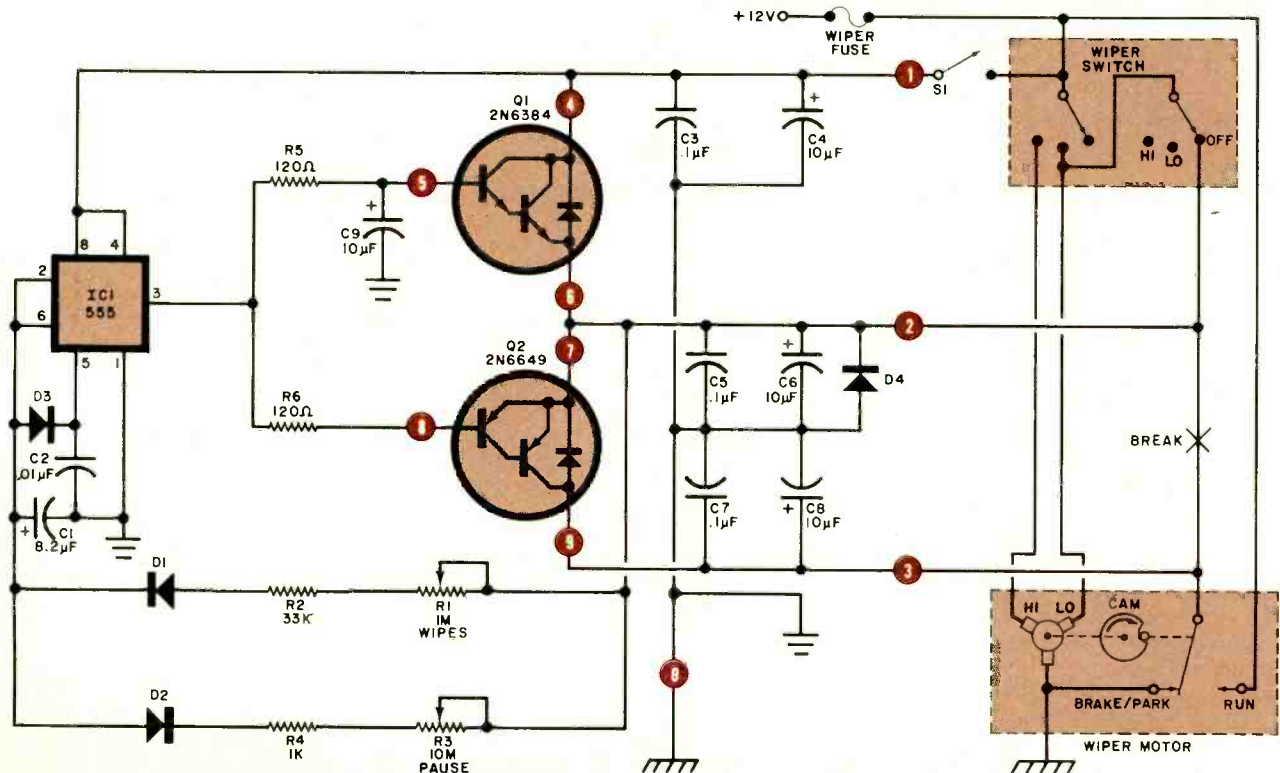 +12V
WIPER
FUSE
WIPER
SWITCH
1
S1
4
Q1
2N6384
C3
.1µF
+
C4
10µF
OFF
HI
LO
R5
120Ω
5
+
C9
10µF
8
4
2
IC1
555
3
6
5
1
6
2
7
Q2
2N6649
C5
.1µF
+
C6
10µF
D4
R6
120Ω
8
D3
C2
.01µF
BREAK
C7
.1µF
C8
+
10µF
+
C1
8.2µF
9
3
D1
R2
33K
R1
1M
WIPES
HI
LO
CAM
D2
R4
1K
R3
10M
PAUSE
BRAKE/PARK
RUN
WIPER MOTOR